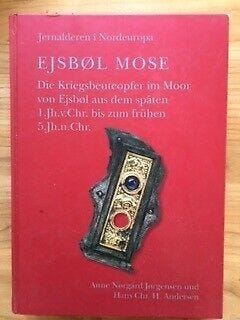 Jernalderen i Nordeuropa
EJSBØL MOSE
Die Kriegsbeuteopfer im Moor
von Ejsbøl aus dem späten
1.Jh.v.Chr. bis zum frühen
5.Jh.n.Chr.
Anne Nørgård Jørgensen und
Hans Chr. H. Andersen